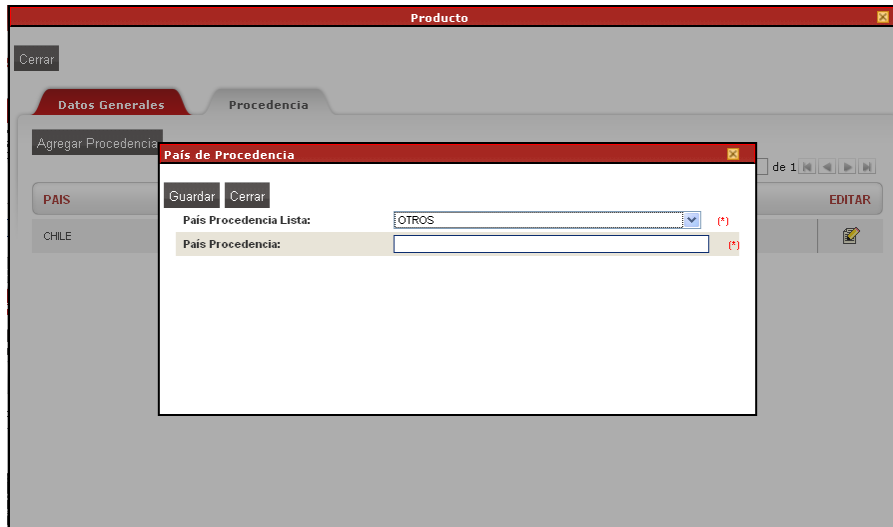 Producto
Cerrar
Datos Generales Procedencia
Agregar Procedencia
País de Procedencia
de 1
Guardar Cerrar
PAIS EDITAR
País Procedencia Lista: OTROS (*)
CHILE
País Procedencia: (*)